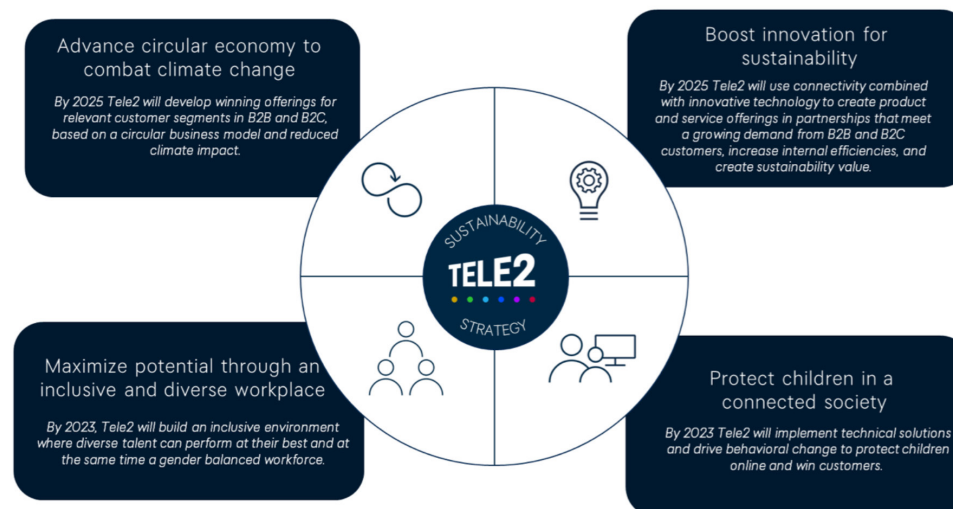 Advance circular economy to
combat climate change
By 2025 Tele2 will develop winning offerings for
relevant customer segments in B2B and B2C,
based on a circular business model and reduced
climate impact.
Boost innovation for
sustainability
By 2025 Tele2 will use connectivity combined
with innovative technology to create product
and service offerings in partnerships that meet
a growing demand from B2B and B2C
customers, increase internal efficiencies, and
create sustainability value.
SUSTAINABILITY
TELE2
STRATEGY
Maximize potential through an
inclusive and diverse workplace
By 2023, Tele2 will build an inclusive environment
where diverse talent can perform at their best and at
the same time a gender balanced workforce.
Protect children in a
connected society
By 2023 Tele2 will implement technical solutions
and drive behavioral change to protect children
online and win customers.